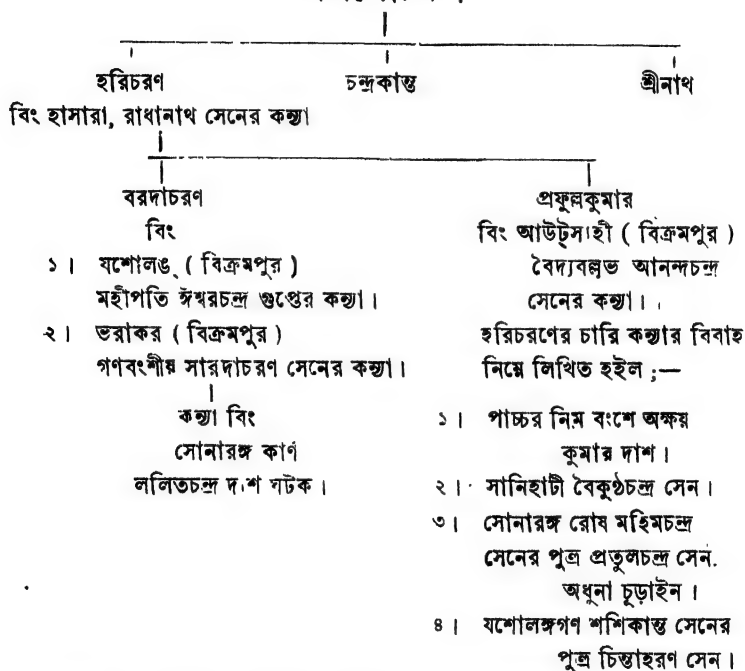 হরিচরণ চন্দ্রকান্ত শ্রীনাথ
বিং হাসারা, রাধানাথ সেনের কন্যা
বরদাচরণ
বিং
১। যশোলঙ্ ( বিক্রমপুর )
মহীপতি ঈশ্বরচন্দ্র গুপ্তের কন্যা।
২। ভরাকর ( বিক্রমপুর )
গণবংশীয় সারদাচরণ সেনের কন্যা।
কন্যা বিং
সোনারঙ্গ কার্ণ
ললিতচন্দ্র দাশ ঘটক।
প্রফুল্লকুমার
বিং আউট্সাহী ( বিক্রমপুর )
বৈদ্যবল্লভ আনন্দচন্দ্র
সেনের কন্যা।
হরিচরণের চারি কন্যার বিবাহ
নিম্নে লিখিত হইল ;—
১। পাচ্চর নিম বংশে অক্ষয়
কুমার দাশ।
২। সানিহাটী বৈকুণ্ঠচন্দ্র সেন।
৩। সোনারঙ্গ রোষ মহিমচন্দ্র
সেনের পুত্র প্রতুলচন্দ্র সেন.
অধুনা চূড়াইন।
৪। যশোলঙ্গগণ শশিকান্ত সেনের
পুত্র চিন্তাহরণ সেন।